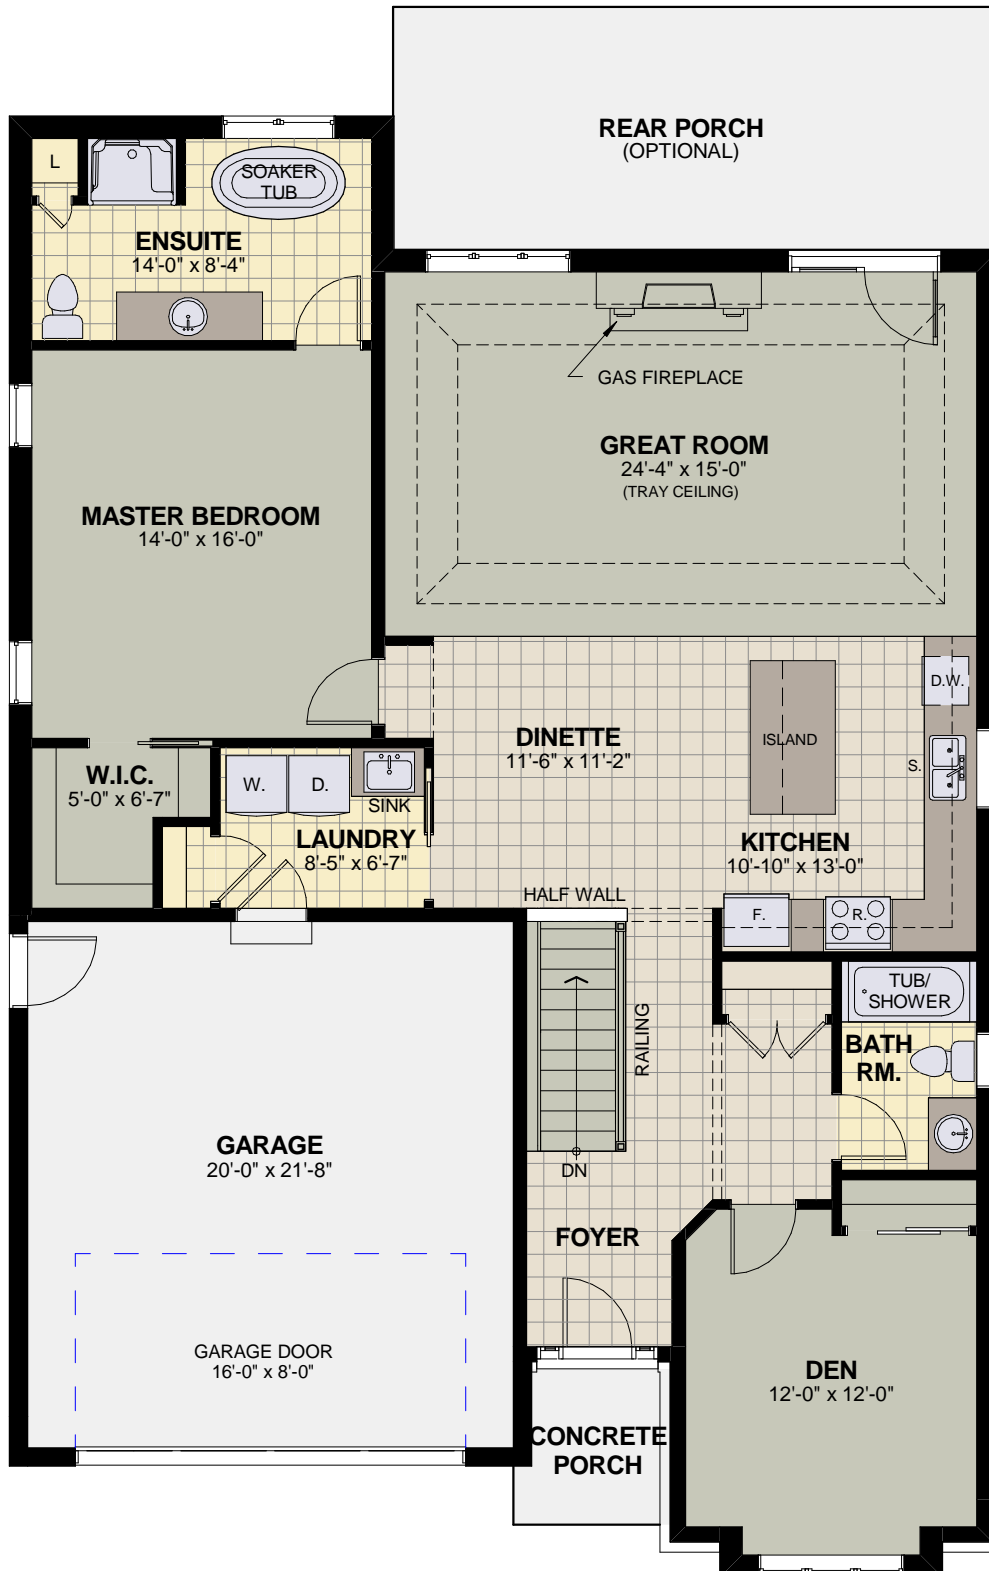 REAR PORCH
(OPTIONAL)
L
SOAKER
TUB
ENSUITE
14'-0" x 8'-4"
GAS FIREPLACE
GREAT ROOM
24'-4" x 15'-0"
(TRAY CEILING)
MASTER BEDROOM
14'-0" x 16'-0"
D.W.
DINETTE
11'-6" x 11'-2"
ISLAND
S.
W.I.C.
5'-0" x 6'-7"
W.
D.
SINK
LAUNDRY
8'-5" x 6'-7"
KITCHEN
10'-10" x 13'-0"
HALF WALL
F.
R.
TUB/
SHOWER
RAILING
BATH
RM.
GARAGE
20'-0" x 21'-8"
DN
FOYER
GARAGE DOOR
16'-0" x 8'-0"
DEN
12'-0" x 12'-0"
CONCRETE
PORCH